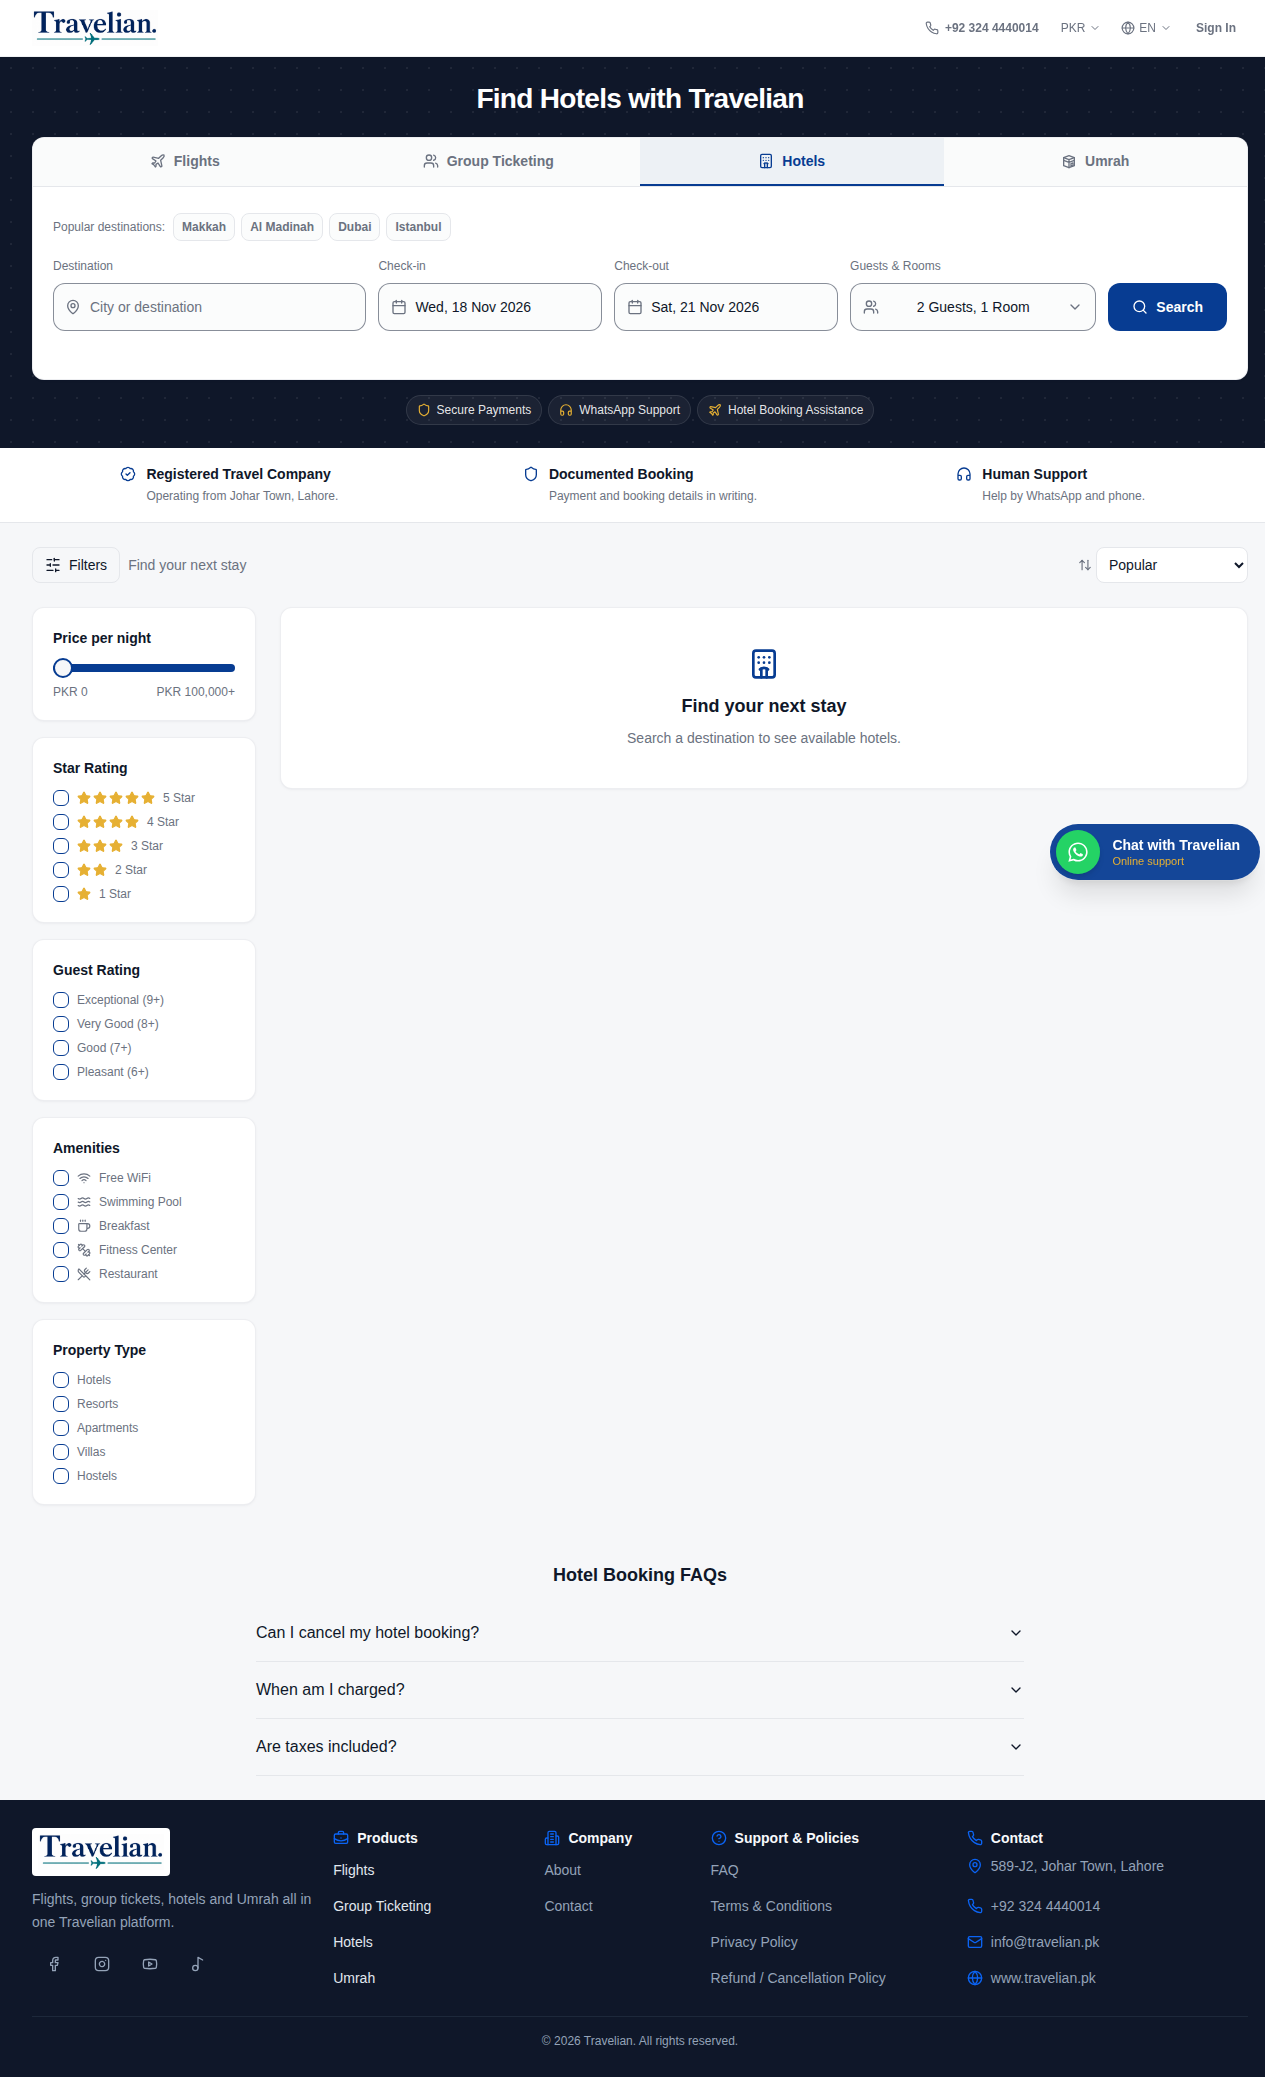 Travelian.
+92 324 4440014
PKR
EN
Sign In
Find Hotels with Travelian
Flights
Group Ticketing
Hotels
Umrah
Popular destinations:
Makkah
Al Madinah
Dubai
Istanbul
Destination
Check-in
Check-out
Guests & Rooms
City or destination
Wed, 18 Nov 2026
Sat, 21 Nov 2026
2 Guests, 1 Room
Search
Secure Payments
WhatsApp Support
Hotel Booking Assistance
Registered Travel Company
Operating from Johar Town, Lahore.
Documented Booking
Payment and booking details in writing.
Human Support
Help by WhatsApp and phone.
Filters
Find your next stay
Popular
Price per night
PKR 0
PKR 100,000+
Find your next stay
Search a destination to see available hotels.
Star Rating
5 Star
4 Star
3 Star
2 Star
1 Star
Chat with Travelian
Online support
Guest Rating
Exceptional (9+)
Very Good (8+)
Good (7+)
Pleasant (6+)
Amenities
Free WiFi
Swimming Pool
Breakfast
Fitness Center
Restaurant
Property Type
Hotels
Resorts
Apartments
Villas
Hostels
Hotel Booking FAQs
Can I cancel my hotel booking?
When am I charged?
Are taxes included?
Travelian.
Flights, group tickets, hotels and Umrah all in
one Travelian platform.
Products
Flights
Group Ticketing
Hotels
Umrah
Company
About
Contact
Support & Policies
FAQ
Terms & Conditions
Privacy Policy
Refund / Cancellation Policy
Contact
589-J2, Johar Town, Lahore
+92 324 4440014
info@travelian.pk
www.travelian.pk
© 2026 Travelian. All rights reserved.